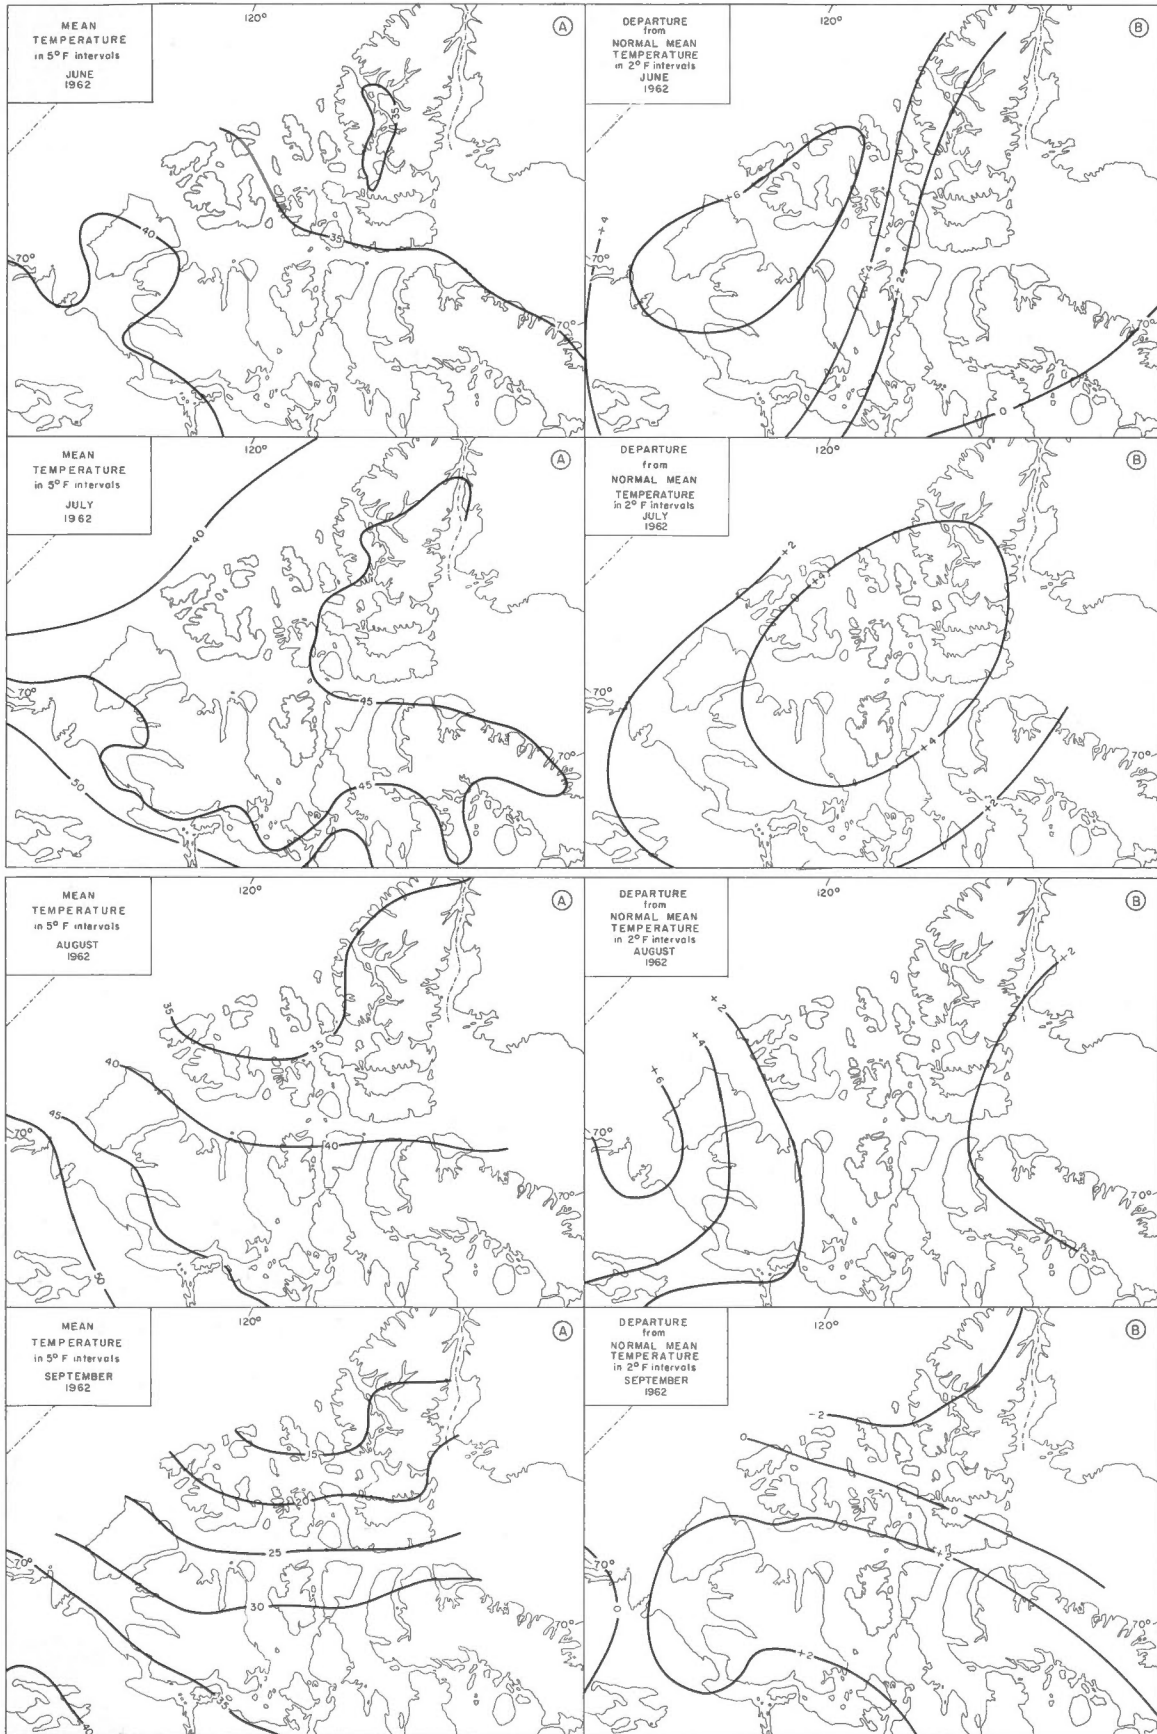 MEAN
TEMPERATURE
in 5° F intervals
JUNE
1962
120°
A
35
40
35
70°
70°
DEPARTURE
from
NORMAL MEAN
TEMPERATURE
in 2° F intervals
JUNE
1962
120°
B
+6
+4
+4
+2
70°
70°
0
MEAN
TEMPERATURE
in 5° F intervals
JULY
1962
120°
A
40
70°
45
70°
50
45
DEPARTURE
from
NORMAL MEAN
TEMPERATURE
in 2° F intervals
JULY
1962
120°
B
+2
+4
70°
+4
70°
+2
MEAN
TEMPERATURE
in 5° F intervals
AUGUST
1962
120°
A
35
35
40
45
70°
40
70°
50
DEPARTURE
from
NORMAL MEAN
TEMPERATURE
in 2° F intervals
AUGUST
1962
120°
B
+2
+2
+4
+6
70°
70°
MEAN
TEMPERATURE
in 5° F intervals
SEPTEMBER
1962
120°
A
15
20
25
70°
30
70°
35
40
DEPARTURE
from
NORMAL MEAN
TEMPERATURE
in 2° F intervals
SEPTEMBER
1962
120°
B
-2
0
0
+2
70°
0
70°
+2